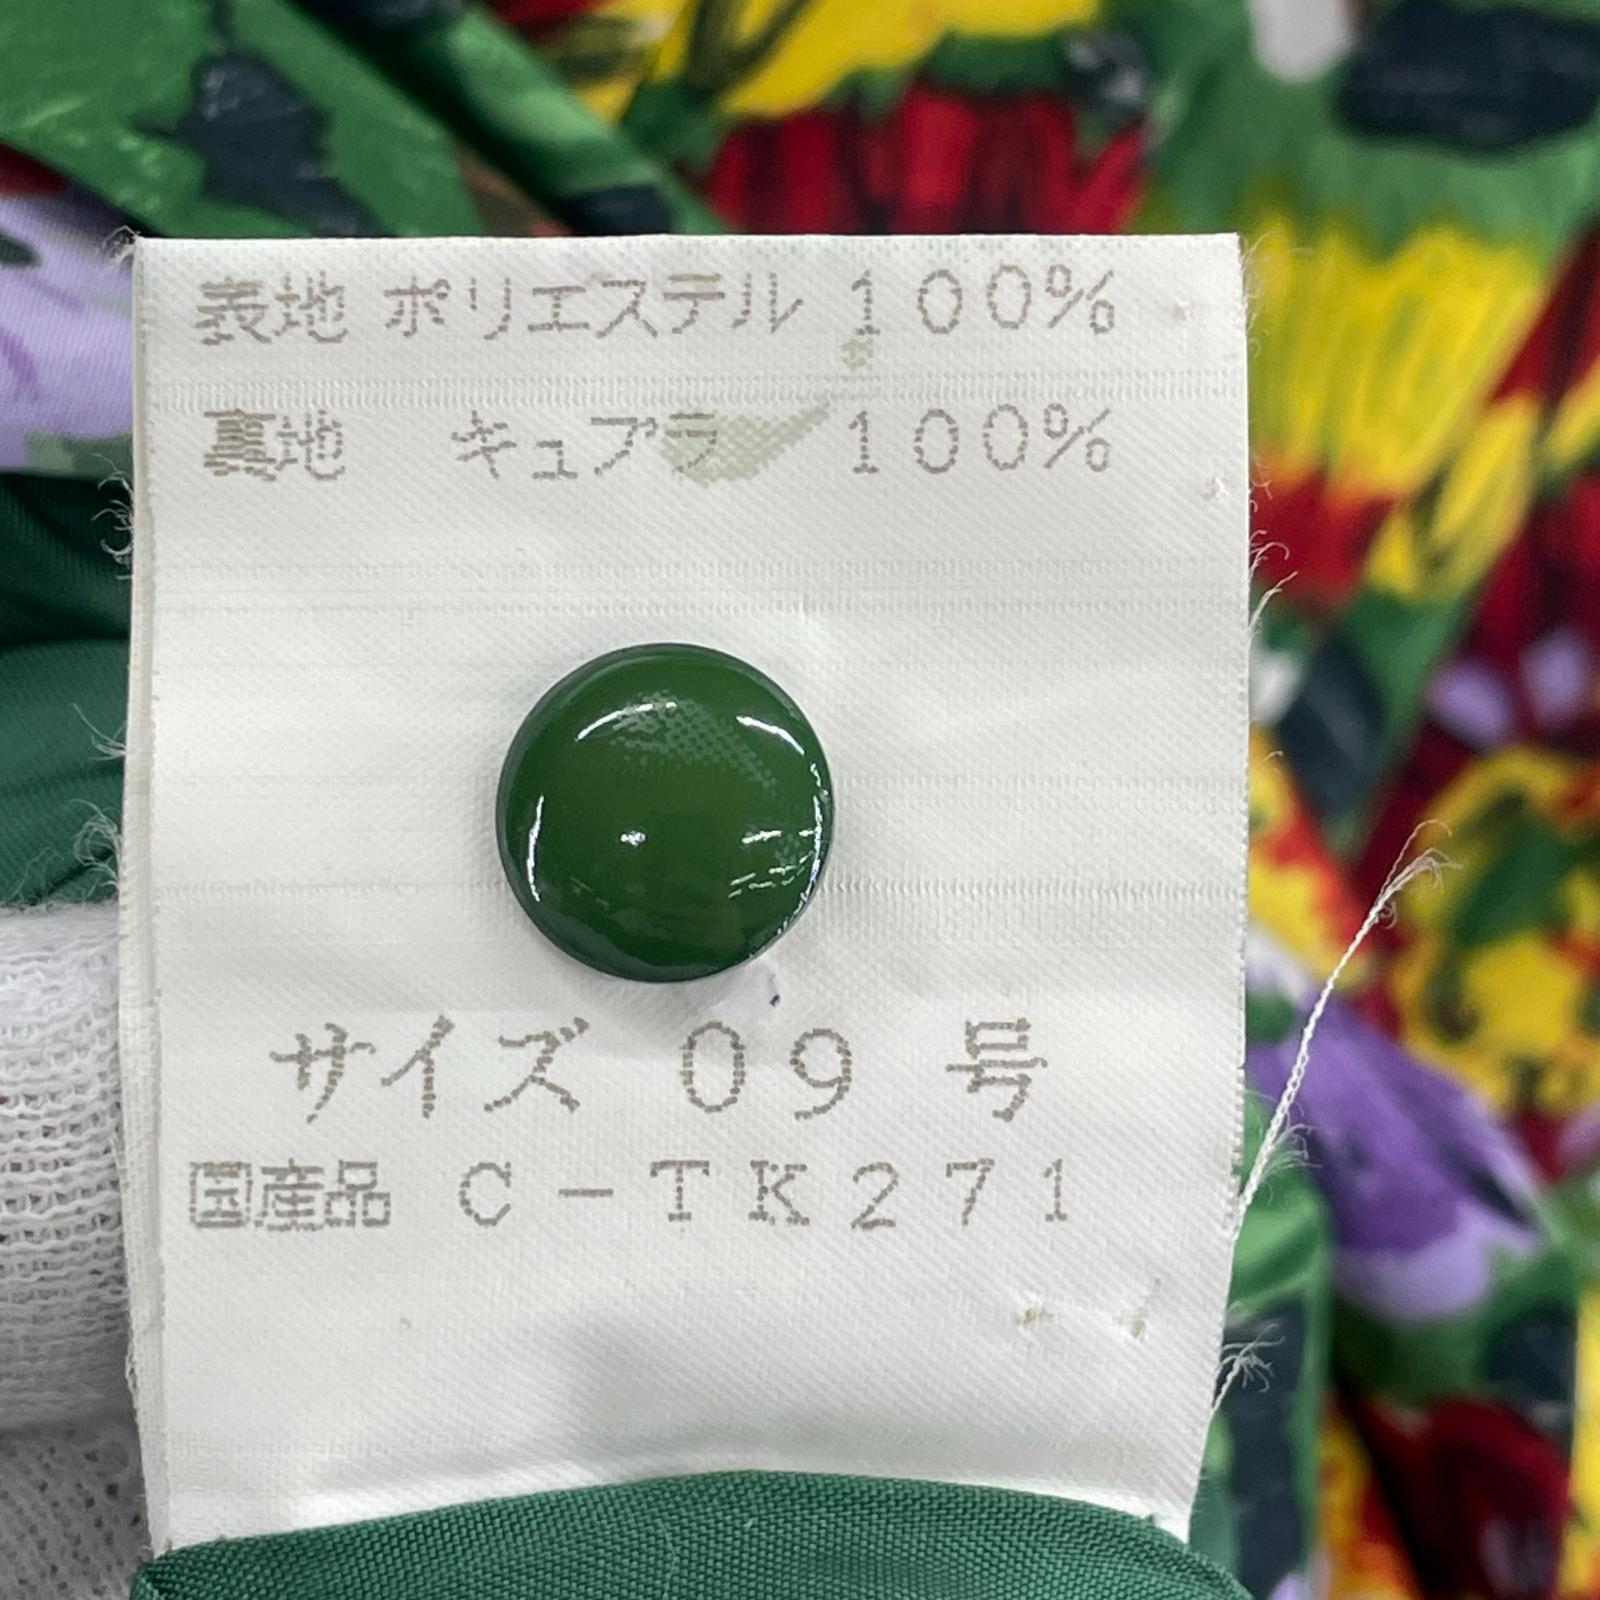 表地 ポリエステル 100%
裏地 キュプラ 100%
サイズ 09 号
国産品 C-TK271